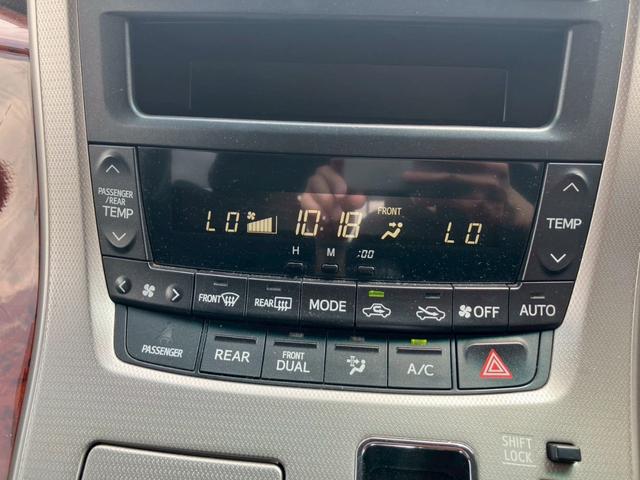 PASSENGER
/REAR
TEMP
LO
10:18
FRONT
LO
TEMP
H
M
:00
FRONT
REAR
MODE
OFF
AUTO
PASSENGER
REAR
FRONT
DUAL
A/C
SHIFT
LOCK